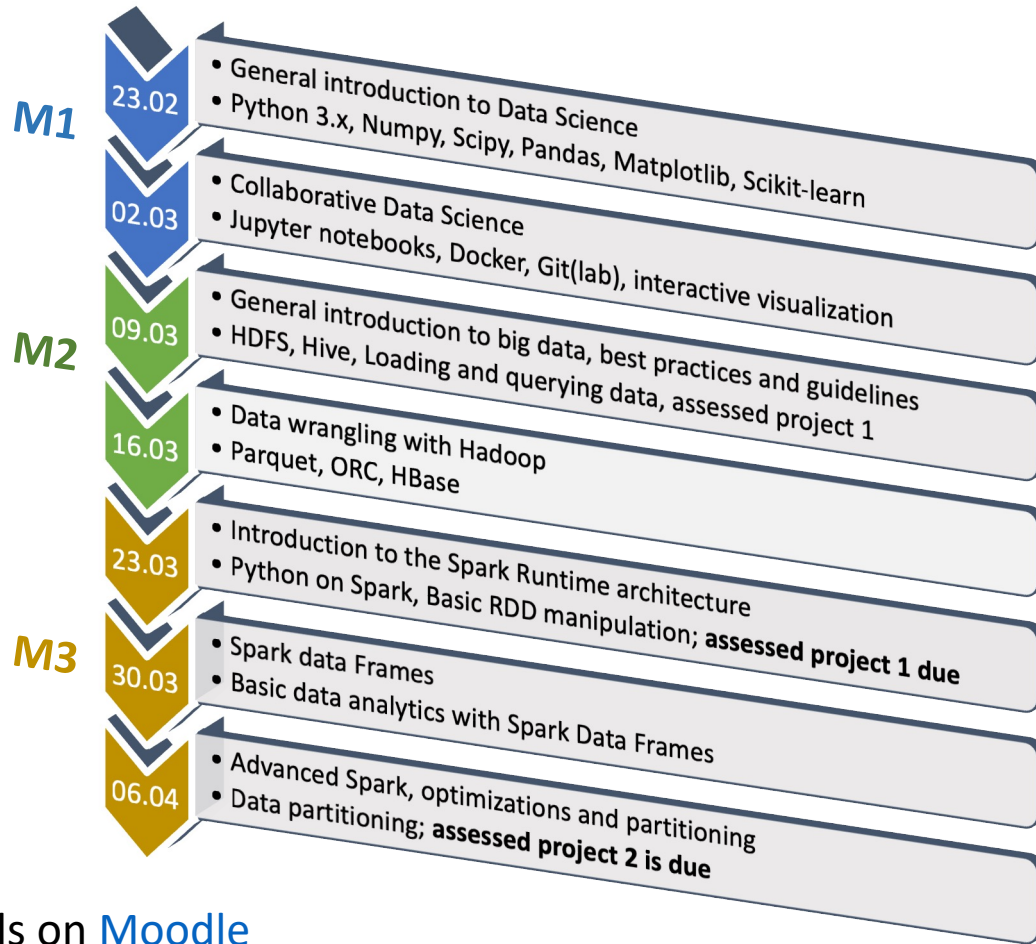 M1
23.02
• General introduction to Data Science
• Python 3.x, Numpy, Scipy, Pandas, Matplotlib, Scikit-learn
02.03
• Collaborative Data Science
• Jupyter notebooks, Docker, Git(lab), interactive visualization
M2
09.03
• General introduction to big data, best practices and guidelines
• HDFS, Hive, Loading and querying data, assessed project 1
16.03
• Data wrangling with Hadoop
• Parquet, ORC, HBase
23.03
• Introduction to the Spark Runtime architecture
• Python on Spark, Basic RDD manipulation; assessed project 1 due
M3
30.03
• Spark data Frames
• Basic data analytics with Spark Data Frames
06.04
• Advanced Spark, optimizations and partitioning
• Data partitioning; assessed project 2 is due
ls on Moodle